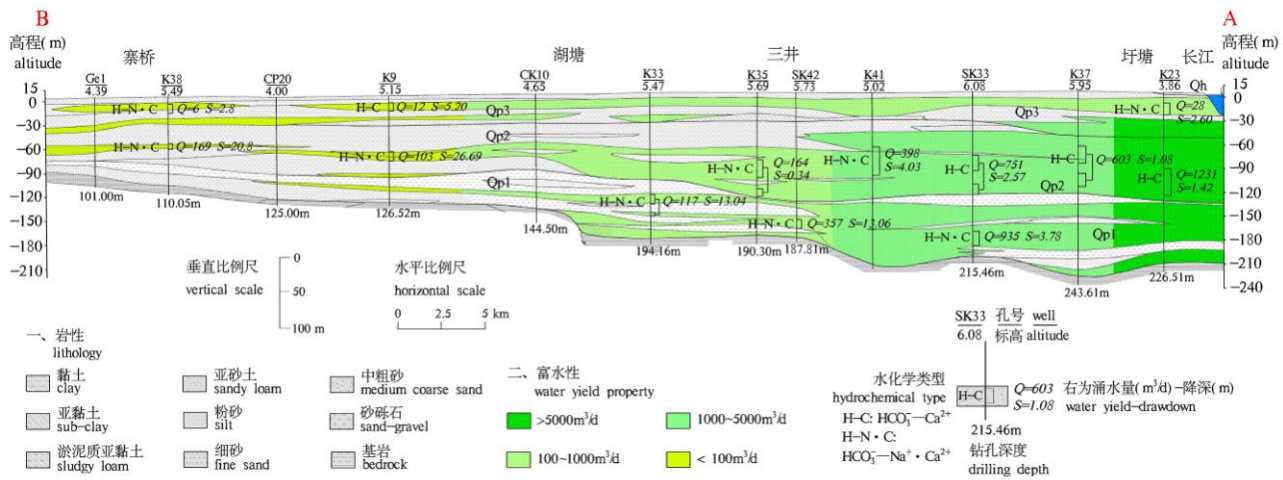 B
A
高程(m)
altitude
寨桥
湖塘
三井
圩塘
长江
高程(m)
altitude
Ge1
4.39
K38
5.49
CP20
4.00
K9
5.15
CK10
4.65
K33
5.47
K35
5.69
SK42
5.73
K41
5.02
SK33
6.08
K37
5.95
K23
3.86
Qh
15
0
-30
-60
-90
-120
-150
-180
-210
15
0
-30
-60
-90
-120
-150
-180
-210
-240
H-N·C Q=6 S=2.8
H-C Q=12 S=5.20
Qp3
Qp3
H-N·C Q=28
S=2.60
Qp2
H-N·C Q=169 S=20.8
H-N·C Q=103 S=26.69
H-N·C Q=164
S=0.34
H-N·C Q=398
S=4.03
H-C Q=751
S=2.57
H-C Q=603 S=1.08
H-C Q=1231
S=1.42
Qp2
Qp1
H-N·C Q=117 S=13.04
H-N·C Q=357 S=13.06
H-N·C Q=935 S=3.78
Qp1
101.00m
110.05m
125.00m
126.52m
144.50m
194.16m
190.30m
187.81m
215.46m
243.61m
226.51m
垂直比例尺
vertical scale
0
50
100 m
水平比例尺
horizontal scale
0 2.5 5 km
一、岩性
lithology
黏土
clay
亚砂土
sandy loam
中粗砂
medium coarse sand
亚黏土
sub-clay
粉砂
silt
砂砾石
sand-gravel
淤泥质亚黏土
sludgy loam
细砂
fine sand
基岩
bedrock
二、富水性
water yield property
>5000m³/d
1000~5000m³/d
100~1000m³/d
< 100m³/d
水化学类型
hydrochemical type
H-C: HCO₃⁻—Ca²⁺
H-N·C:
HCO₃⁻—Na⁺·Ca²⁺
SK33 孔号 well
6.08 标高 altitude
H-C
Q=603 右为涌水量(m³/d)-降深(m)
S=1.08 water yield-drawdown
215.46m
钻孔深度
drilling depth